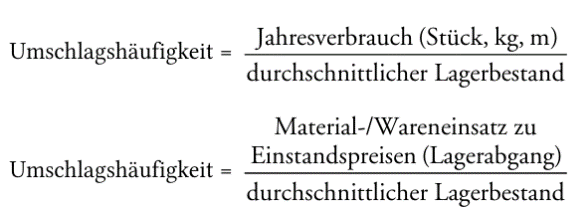 Umschlagshäufigkeit = Jahresverbrauch (Stück, kg, m)
durchschnittlicher Lagerbestand
Material-/Wareneinsatz zu
Umschlagshäufigkeit = Einstandspreisen (Lagerabgang)
durchschnittlicher Lagerbestand